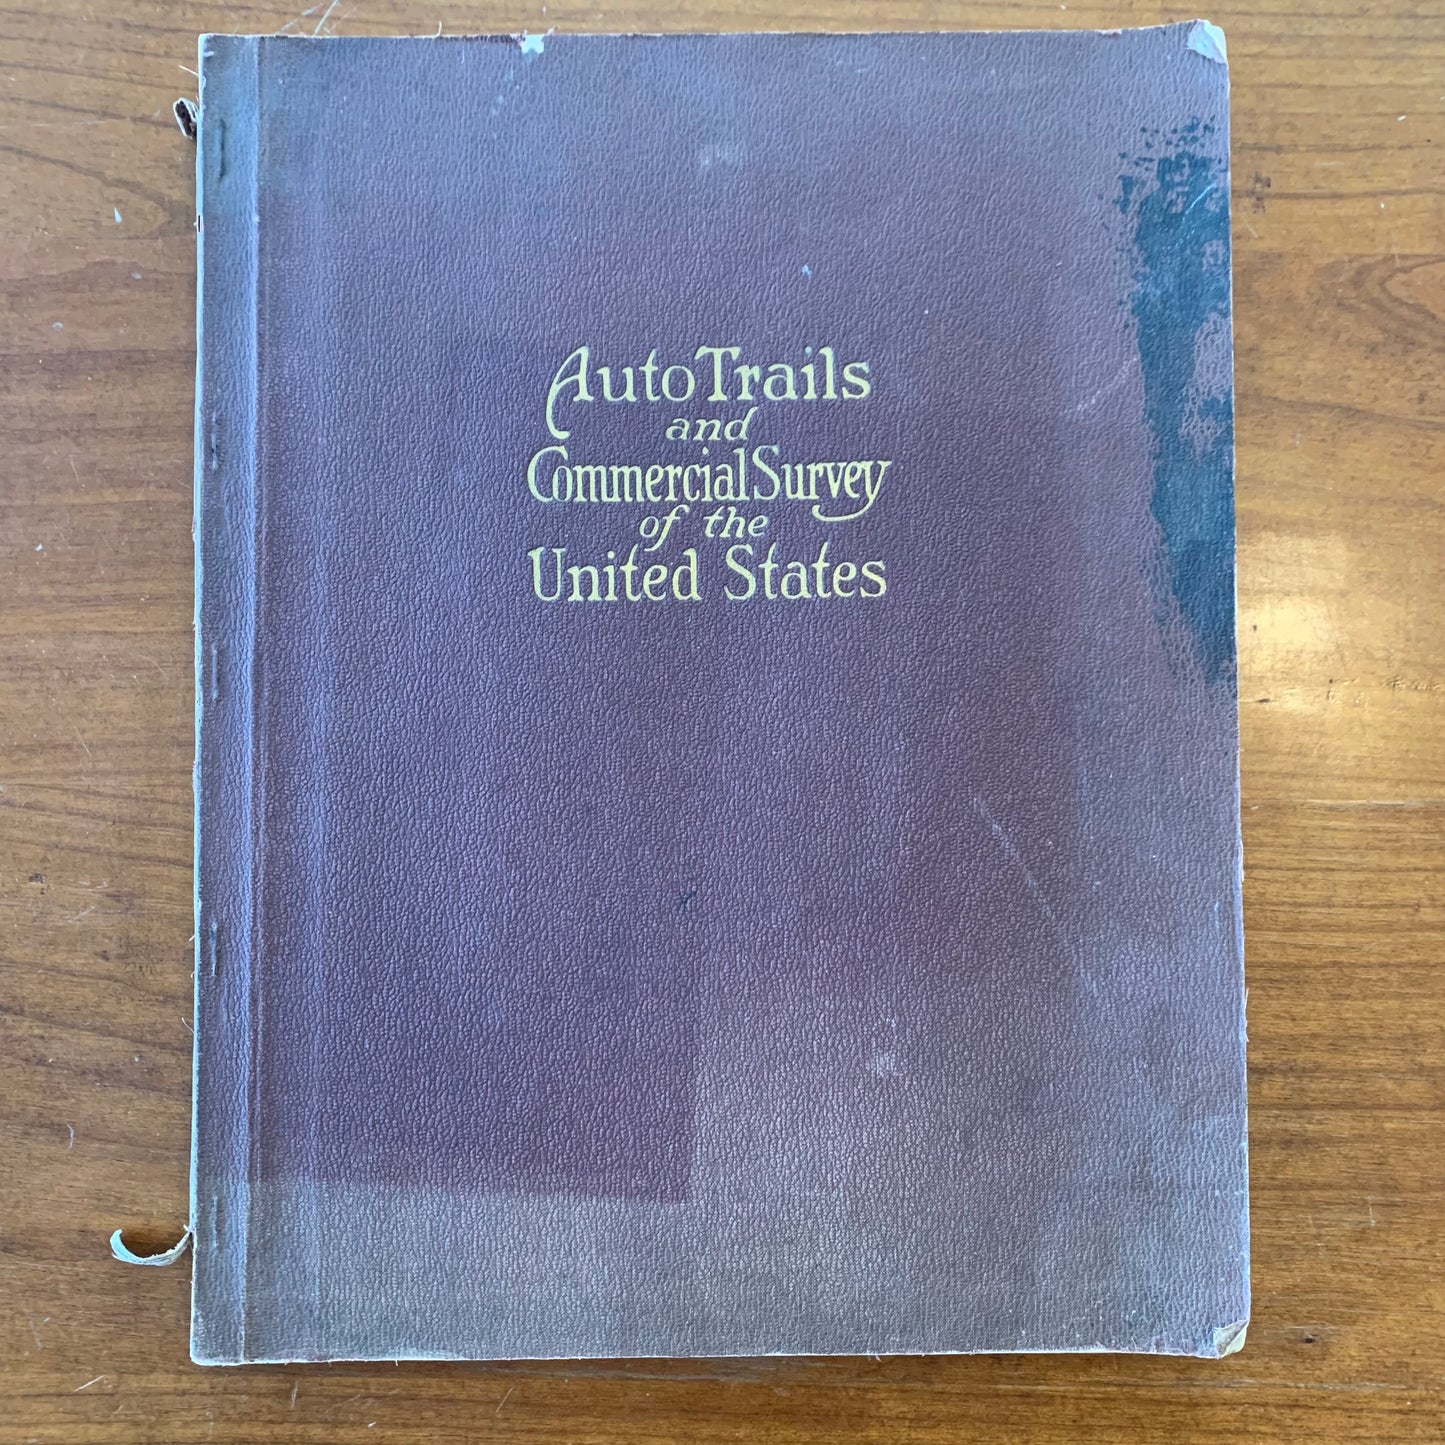 Auto Trails
and
Commercial Survey
of the
United States